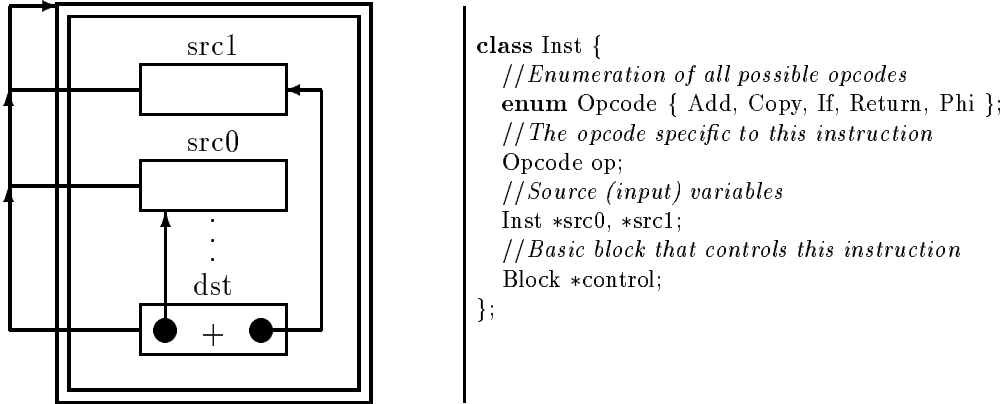 src1
src0
dst
+
class Inst {
//Enumeration of all possible opcodes
enum Opcode { Add, Copy, If, Return, Phi };
//The opcode specific to this instruction
Opcode op;
//Source (input) variables
Inst *src0, *src1;
//Basic block that controls this instruction
Block *control;
};